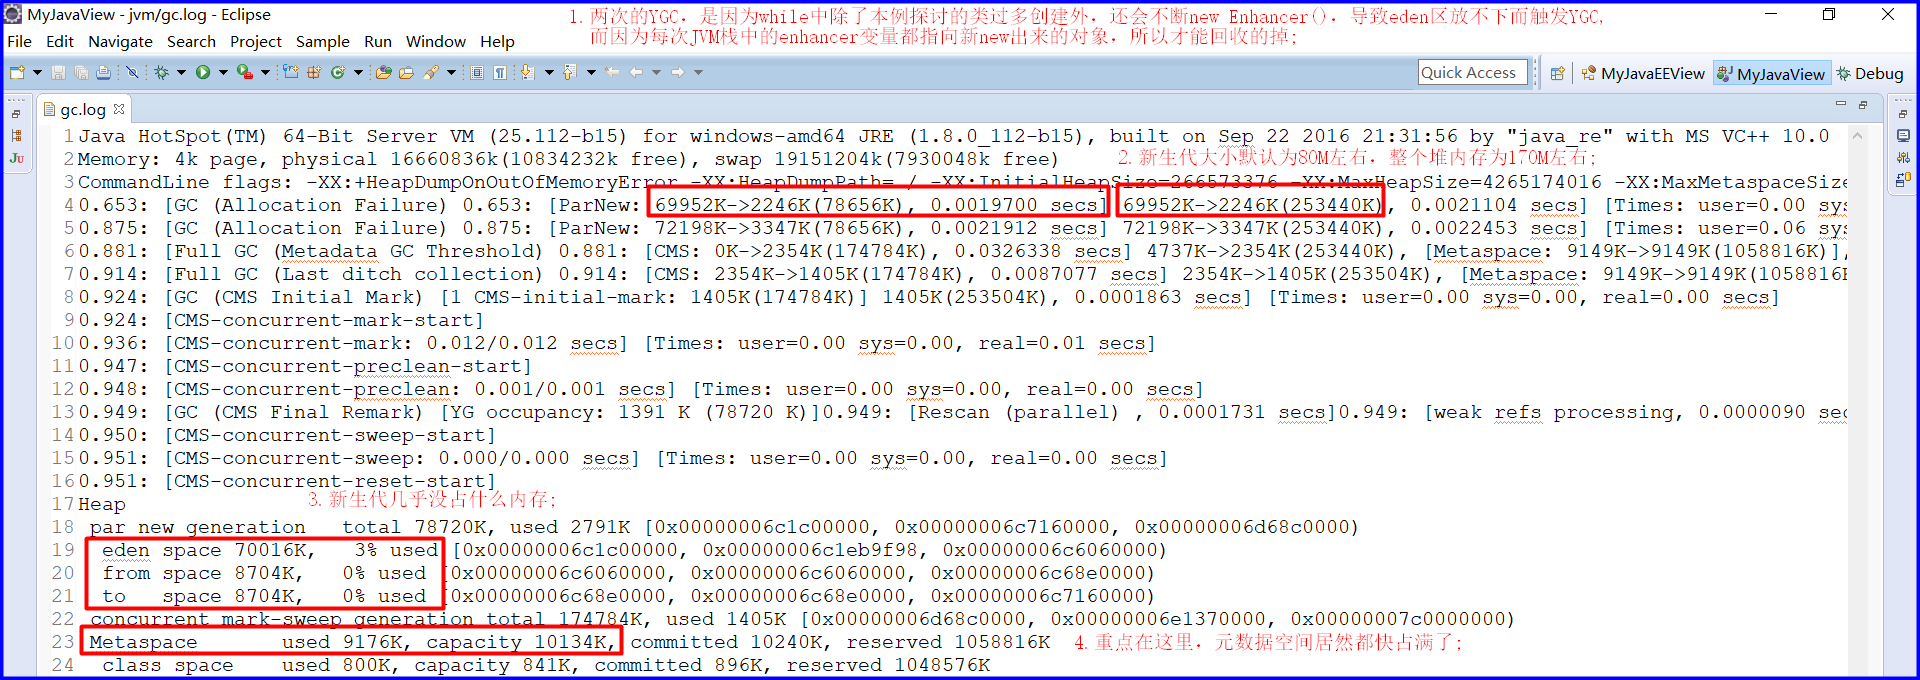 MyJavaView - jvm/gc.log - Eclipse
1. 两次的YGC，是因为while中除了本例探讨的类过多创建外，还会不断new Enhancer()，导致eden区放不下而触发YGC,
而因为每次JVM栈中的enhancer变量都指向新new出来的对象，所以才能回收的掉;
File Edit Navigate Search Project Sample Run Window Help
Quick Access MyJavaEEView MyJavaView Debug
gc.log
1 Java HotSpot(TM) 64-Bit Server VM (25.112-b15) for windows-amd64 JRE (1.8.0_112-b15), built on Sep 22 2016 21:31:56 by "java_re" with MS VC++ 10.0
2 Memory: 4k page, physical 16660836k(10834232k free), swap 19151204k(7930048k free)
2. 新生代大小默认为80M左右，整个堆内存为170M左右;
3 CommandLine flags: -XX:+HeapDumpOnOutOfMemoryError -XX:HeapDumpPath=./ -XX:InitialHeapSize=266573376 -XX:MaxHeapSize=4265174016 -XX:MaxMetaspaceSize
4 0.653: [GC (Allocation Failure) 0.653: [ParNew: 69952K->2246K(78656K), 0.0019700 secs] 69952K->2246K(253440K), 0.0021104 secs] [Times: user=0.00 sys
5 0.875: [GC (Allocation Failure) 0.875: [ParNew: 72198K->3347K(78656K), 0.0021912 secs] 72198K->3347K(253440K), 0.0022453 secs] [Times: user=0.06 sys
6 0.881: [Full GC (Metadata GC Threshold) 0.881: [CMS: 0K->2354K(174784K), 0.0326338 secs] 4737K->2354K(253440K), [Metaspace: 9149K->9149K(1058816K)],
7 0.914: [Full GC (Last ditch collection) 0.914: [CMS: 2354K->1405K(174784K), 0.0087077 secs] 2354K->1405K(253504K), [Metaspace: 9149K->9149K(1058816K
8 0.924: [GC (CMS Initial Mark) [1 CMS-initial-mark: 1405K(174784K)] 1405K(253504K), 0.0001863 secs] [Times: user=0.00 sys=0.00, real=0.00 secs]
9 0.924: [CMS-concurrent-mark-start]
10 0.936: [CMS-concurrent-mark: 0.012/0.012 secs] [Times: user=0.00 sys=0.00, real=0.01 secs]
11 0.947: [CMS-concurrent-preclean-start]
12 0.948: [CMS-concurrent-preclean: 0.001/0.001 secs] [Times: user=0.00 sys=0.00, real=0.00 secs]
13 0.949: [GC (CMS Final Remark) [YG occupancy: 1391 K (78720 K)]0.949: [Rescan (parallel) , 0.0001731 secs]0.949: [weak refs processing, 0.0000090 sec
14 0.950: [CMS-concurrent-sweep-start]
15 0.951: [CMS-concurrent-sweep: 0.000/0.000 secs] [Times: user=0.00 sys=0.00, real=0.00 secs]
16 0.951: [CMS-concurrent-reset-start]
17 Heap
3. 新生代几乎没占什么内存;
18 par new generation total 78720K, used 2791K [0x00000006c1c00000, 0x00000006c7160000, 0x00000006d68c0000)
19 eden space 70016K, 3% used [0x00000006c1c00000, 0x00000006c1eb9f98, 0x00000006c6060000)
20 from space 8704K, 0% used [0x00000006c6060000, 0x00000006c6060000, 0x00000006c68e0000)
21 to space 8704K, 0% used [0x00000006c68e0000, 0x00000006c68e0000, 0x00000006c7160000)
22 concurrent mark-sweep generation total 174784K, used 1405K [0x00000006d68c0000, 0x00000006e1370000, 0x00000007c0000000)
23 Metaspace used 9176K, capacity 10134K, committed 10240K, reserved 1058816K
4. 重点在这里，元数据空间居然都快占满了;
24 class space used 800K, capacity 841K, committed 896K, reserved 1048576K